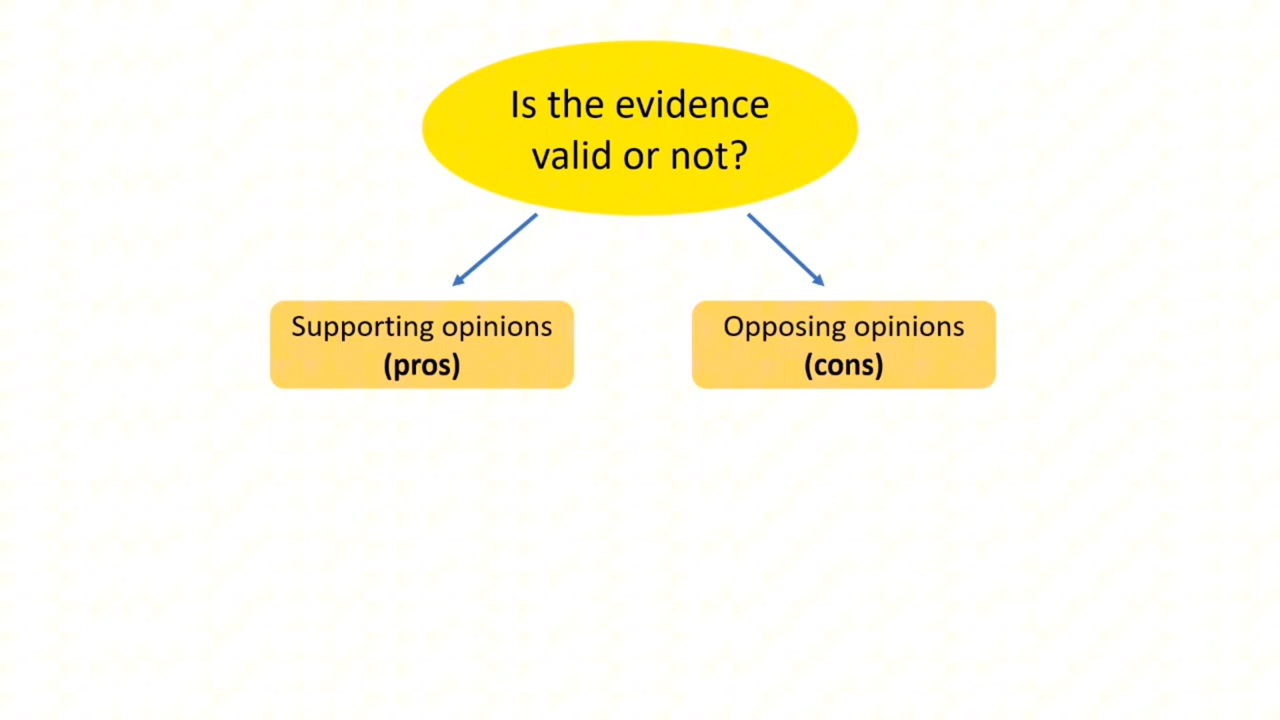 Is the evidence
valid or not?
Supporting opinions
(pros)
Opposing opinions
(cons)